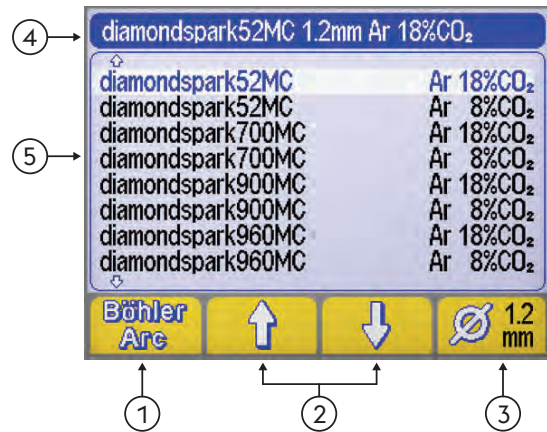 4
diamondspark52MC 1.2mm Ar 18%CO₂
5
diamondspark52MC Ar 18%CO₂
diamondspark52MC Ar 8%CO₂
diamondspark700MC Ar 18%CO₂
diamondspark700MC Ar 8%CO₂
diamondspark900MC Ar 18%CO₂
diamondspark900MC Ar 8%CO₂
diamondspark960MC Ar 18%CO₂
diamondspark960MC Ar 8%CO₂
Böhler
Arc
Ø 1.2
mm
1
2
3